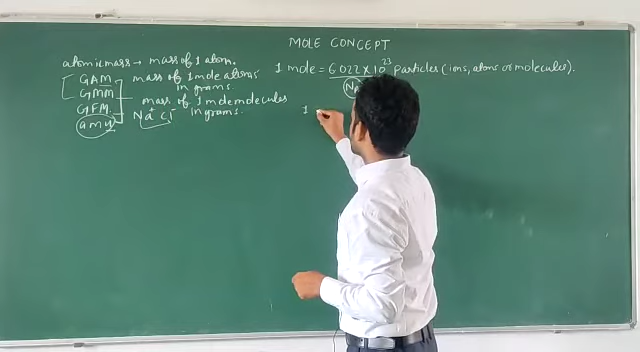 MOLE CONCEPT
atomic mass → mass of 1 atom.
GAM mass of 1 mole atoms in grams.
GMM mass of 1 mole molecules in grams.
GFM Na⁺ Cl⁻
amu
1 mole = 6.022 × 10²³ particles (ions, atoms or molecules).
1